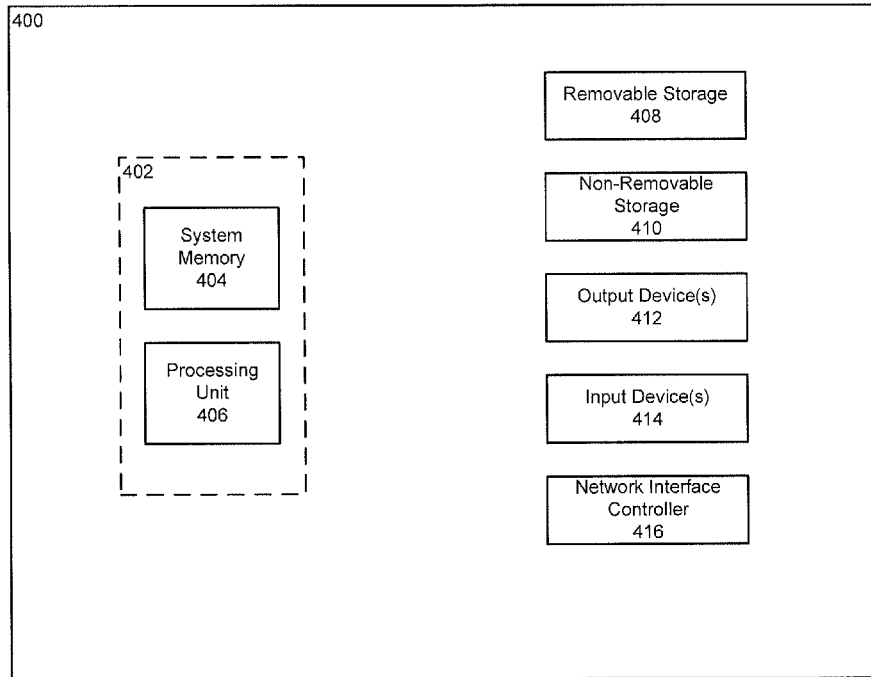 400
402
System
Memory
404
Processing
Unit
406
Removable Storage
408
Non-Removable
Storage
410
Output Device(s)
412
Input Device(s)
414
Network Interface
Controller
416